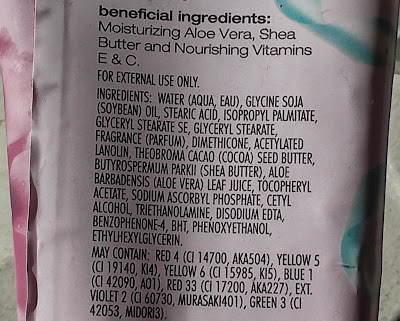 beneficial ingredients:
Moisturizing Aloe Vera, Shea
Butter and Nourishing Vitamins
E & C.
FOR EXTERNAL USE ONLY.
INGREDIENTS: WATER (AQUA, EAU), GLYCINE SOJA
(SOYBEAN) OIL, STEARIC ACID, ISOPROPYL PALMITATE,
GLYCERYL STEARATE SE, GLYCERYL STEARATE,
FRAGRANCE (PARFUM), DIMETHICONE, ACETYLATED
LANOLIN, THEOBROMA CACAO (COCOA) SEED BUTTER,
BUTYROSPERMUM PARKII (SHEA BUTTER), ALOE
BARBADENSIS (ALOE VERA) LEAF JUICE, TOCOPHERYL
ACETATE, SODIUM ASCORBYL PHOSPHATE, CETYL
ALCOHOL, TRIETHANOLAMINE, DISODIUM EDTA,
BENZOPHENONE-4, BHT, PHENOXYETHANOL,
ETHYLHEXYLGLYCERIN.
MAY CONTAIN: RED 4 (CI 14700, AKA504), YELLOW 5
(CI 19140, KI4), YELLOW 6 (CI 15985, KI5), BLUE 1
(CI 42090, AO1), RED 33 (CI 17200, AKA227), EXT.
VIOLET 2 (CI 60730, MURASAKI401), GREEN 3 (CI
42053, MIDORI3).